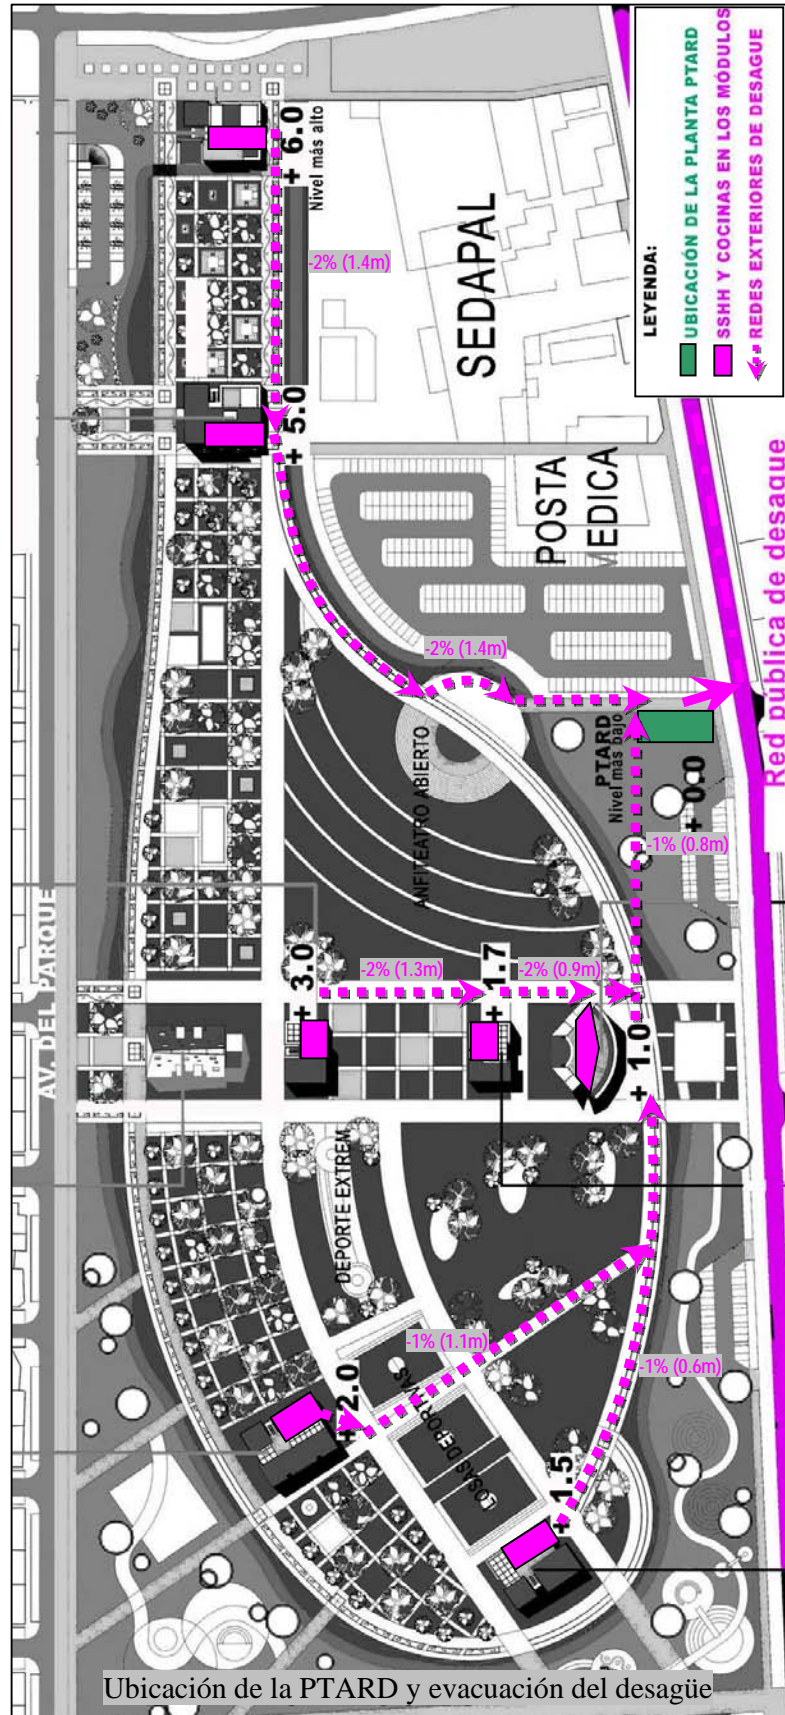 LEYENDA:
UBICACIÓN DE LA PLANTA PTARD
SSHH Y COCINAS EN LOS MÓDULOS
REDES EXTERIORES DE DESAGUE
+ 6.0
Nivel más alto
-2% (1.4m)
SEDAPAL
+ 5.0
POSTA
MEDICA
Red pública de desague
-2% (1.4m)
ANFITEATRO ABIERTO
PTARD
Nivel más bajo
+ 0.0
-1% (0.8m)
AV. DEL PARQUE
+ 3.0
-2% (1.3m)
+ 1.7
-2% (0.9m)
+ 1.0
DEPORTE EXTREM
-1% (1.1m)
-1% (0.6m)
+ 2.0
LOSAS DEPORTIVAS
+ 1.5
Ubicación de la PTARD y evacuación del desagüe